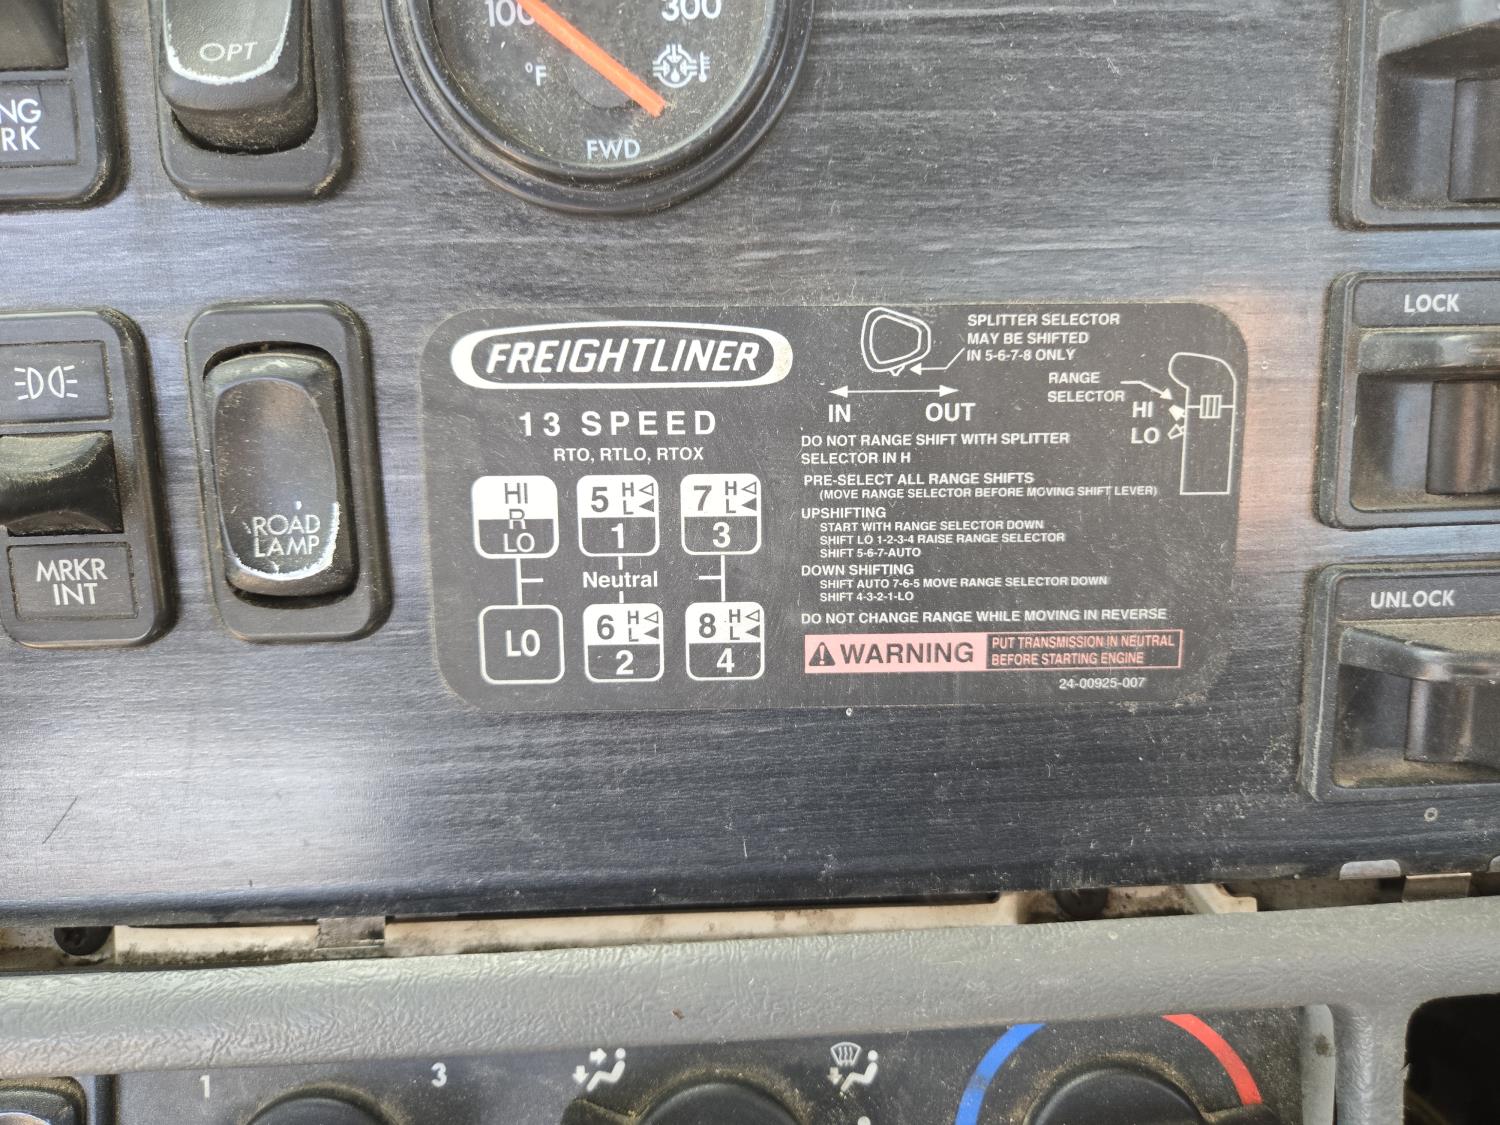 OPT
NG
RK
100
300
°F
FWD
MRKR
INT
ROAD
LAMP
FREIGHTLINER
13 SPEED
RTO, RTLO, RTOX
HI
R
LO
5 H L
1
7 H L
3
Neutral
LO
6 H L
2
8 H L
4
SPLITTER SELECTOR
MAY BE SHIFTED
IN 5-6-7-8 ONLY
IN
OUT
RANGE
SELECTOR
HI
LO
DO NOT RANGE SHIFT WITH SPLITTER
SELECTOR IN H
PRE-SELECT ALL RANGE SHIFTS
(MOVE RANGE SELECTOR BEFORE MOVING SHIFT LEVER)
UPSHIFTING
START WITH RANGE SELECTOR DOWN
SHIFT LO 1-2-3-4 RAISE RANGE SELECTOR
SHIFT 5-6-7-AUTO
DOWN SHIFTING
SHIFT AUTO 7-6-5 MOVE RANGE SELECTOR DOWN
SHIFT 4-3-2-1-LO
DO NOT CHANGE RANGE WHILE MOVING IN REVERSE
WARNING
PUT TRANSMISSION IN NEUTRAL
BEFORE STARTING ENGINE
24-00925-007
LOCK
UNLOCK
1
3